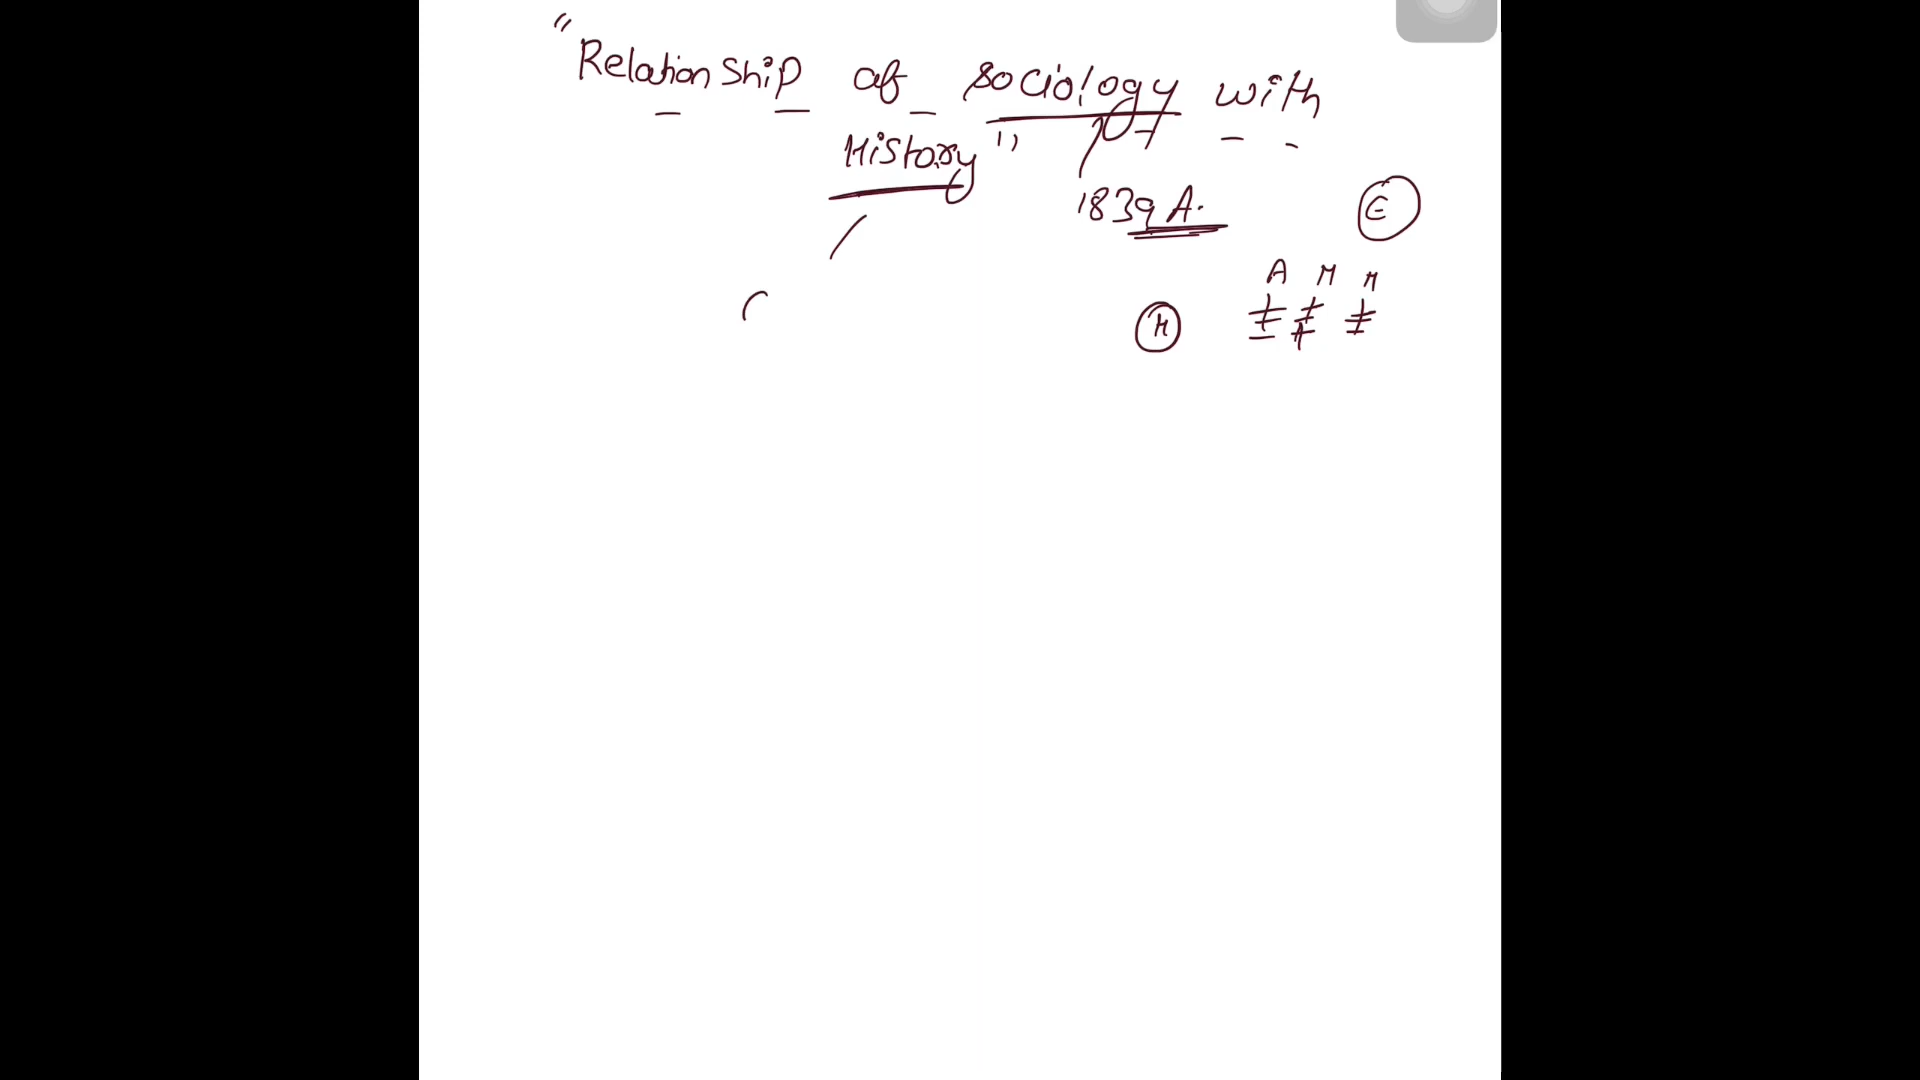 "Relationship of sociology with
History"
1839 A.
E
A M M
H